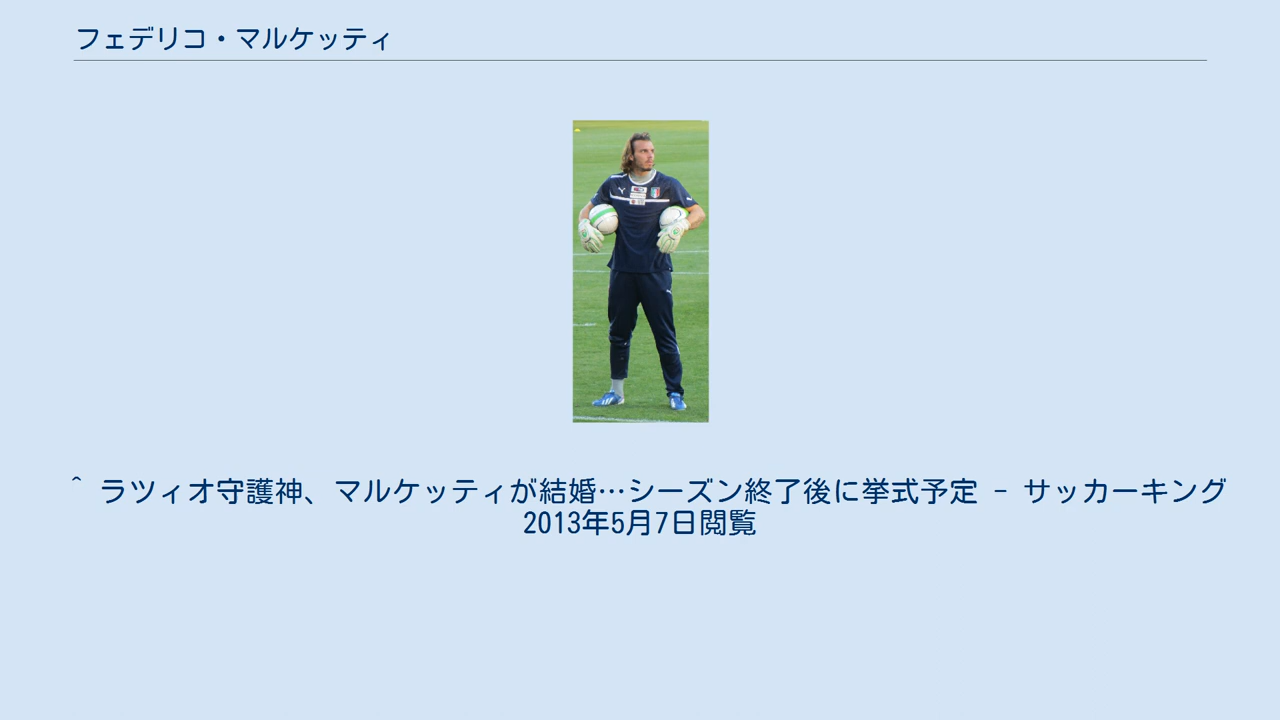 フェデリコ・マルケッティ
^ ラツィオ守護神、マルケッティが結婚…シーズン終了後に挙式予定 - サッカーキング
2013年5月7日閲覧